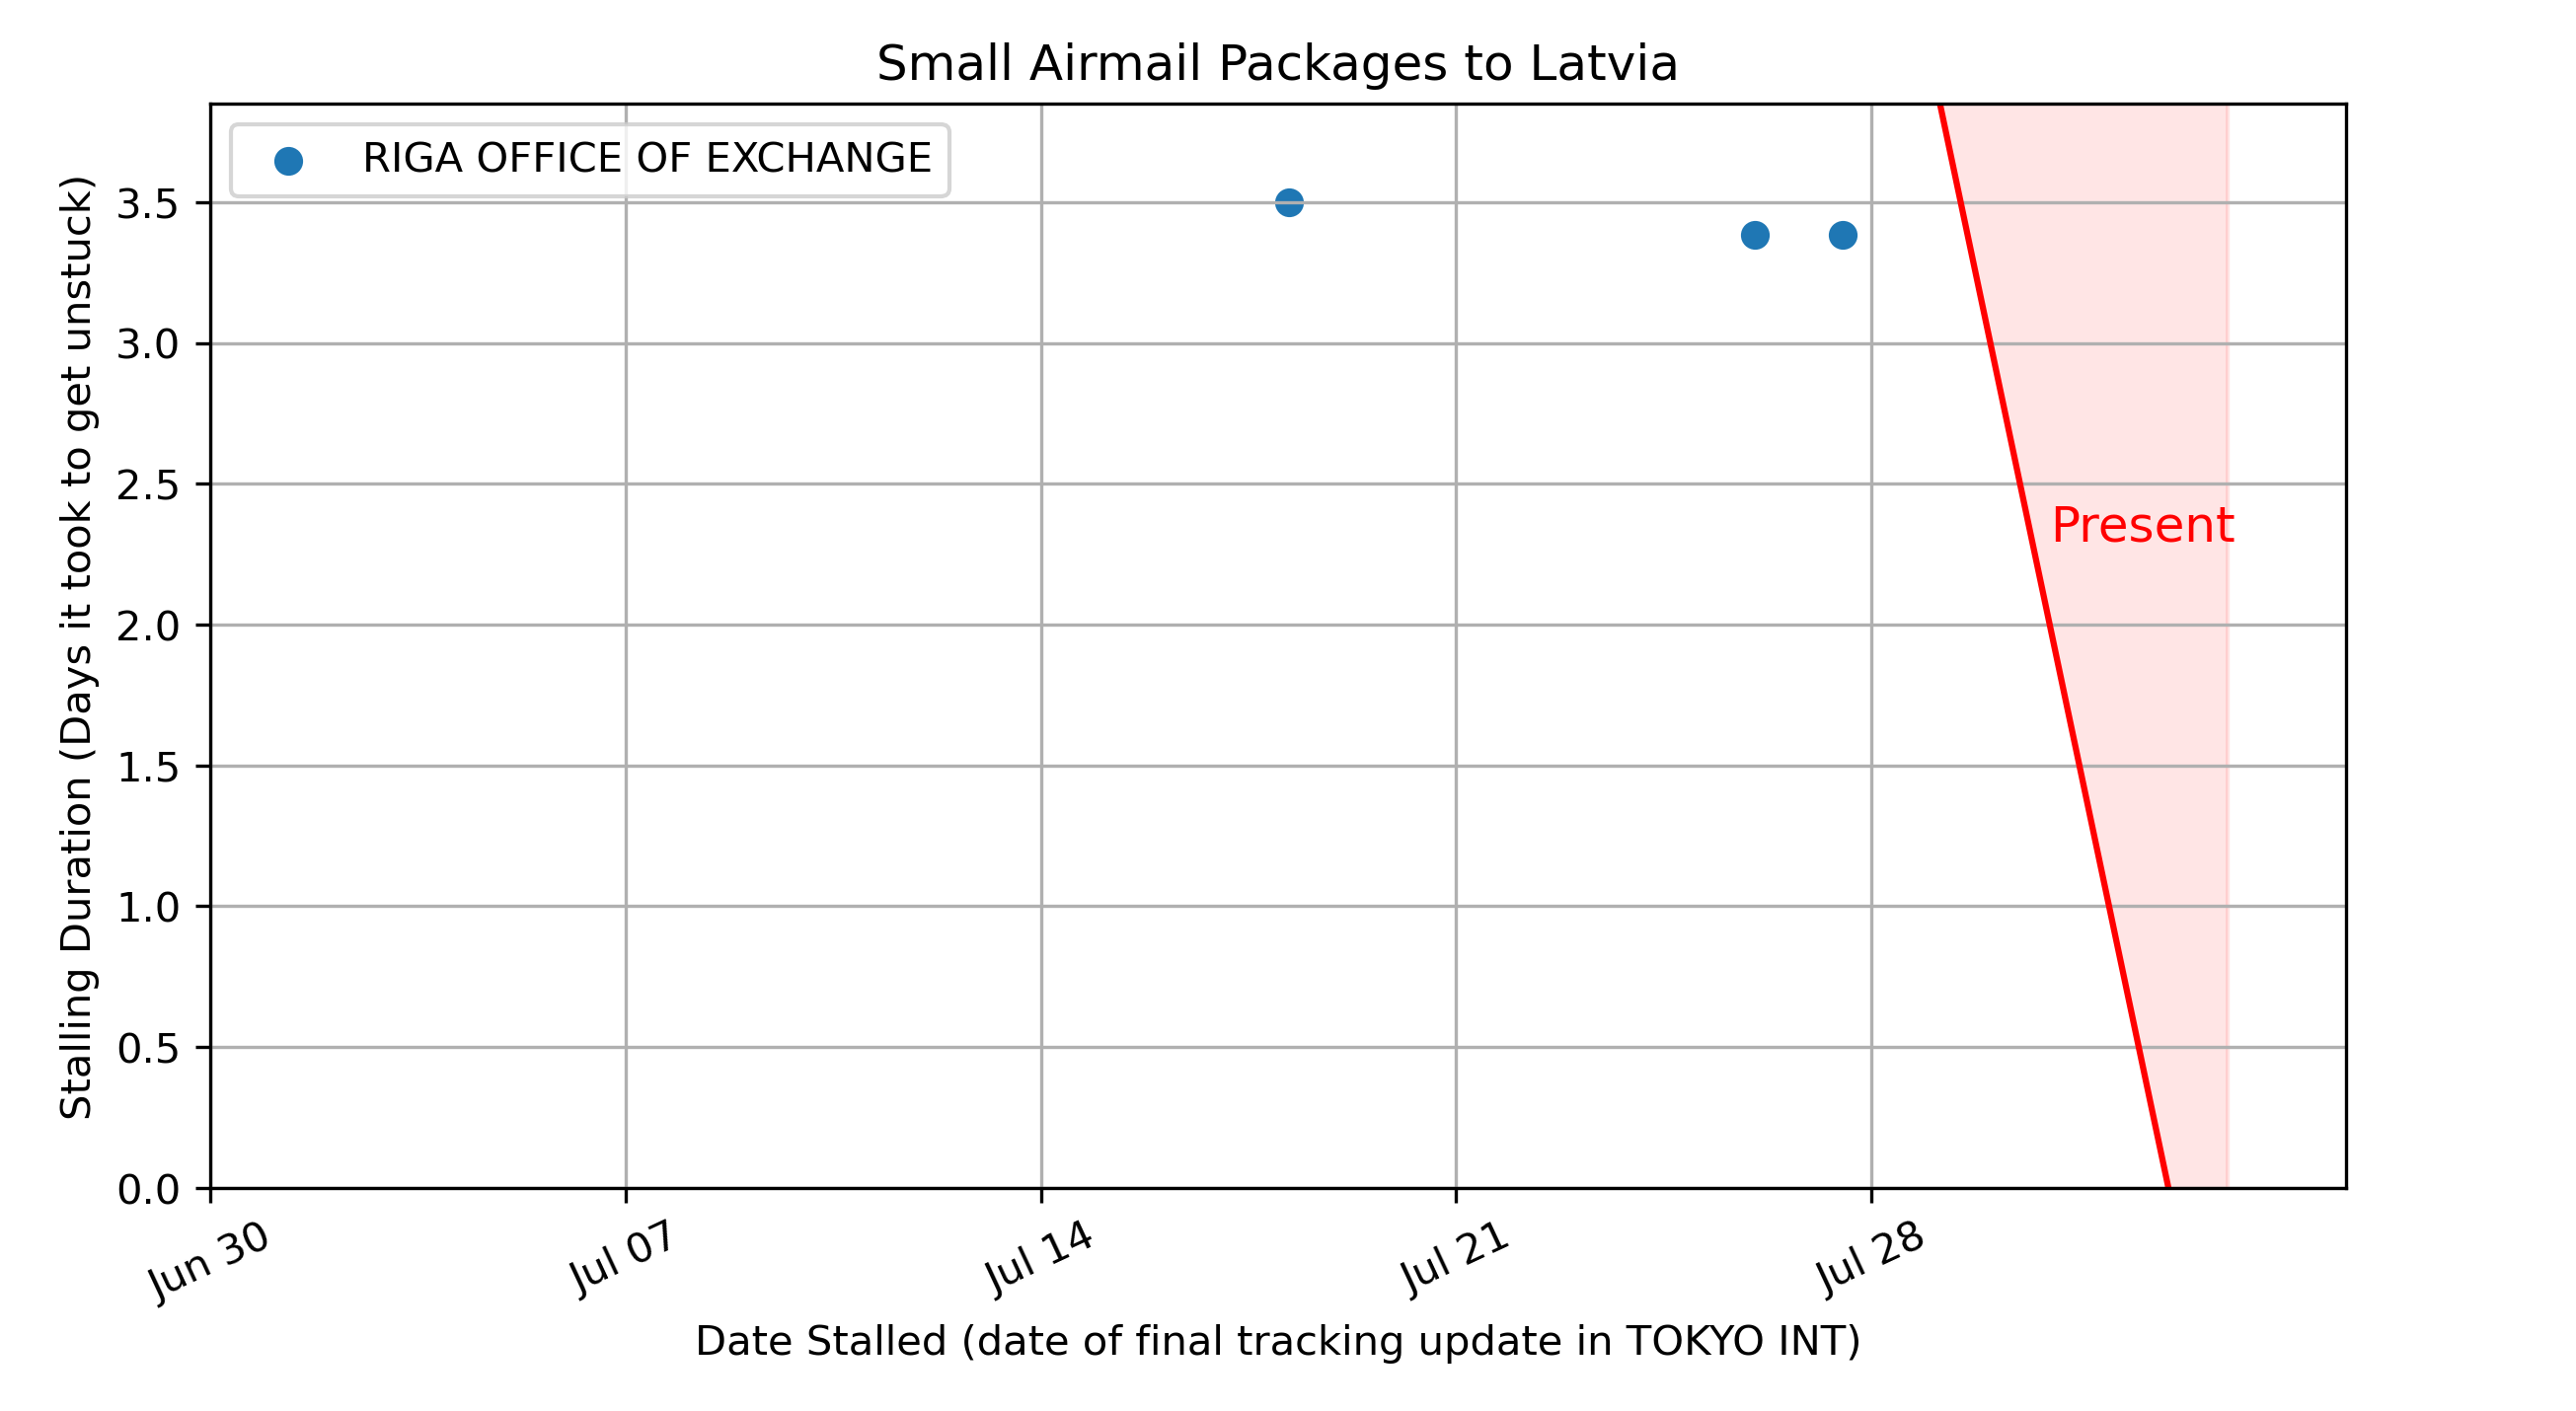 Small Airmail Packages to Latvia
RIGA OFFICE OF EXCHANGE
Stalling Duration (Days it took to get unstuck)
3.5
3.0
2.5
2.0
1.5
1.0
0.5
0.0
Present
Jun 30
Jul 07
Jul 14
Jul 21
Jul 28
Date Stalled (date of final tracking update in TOKYO INT)